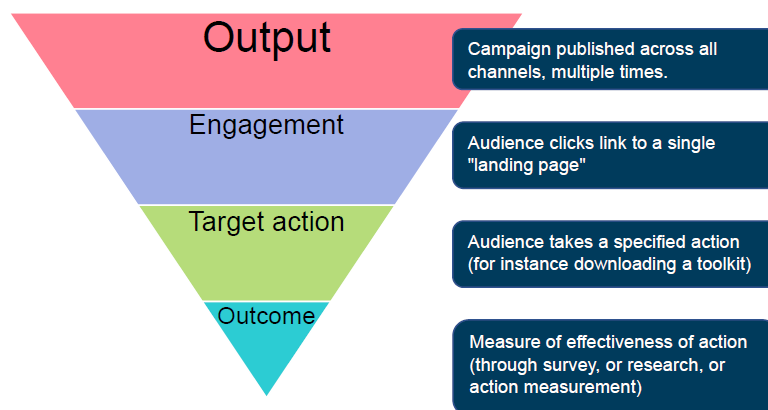 Output
Campaign published across all
channels, multiple times.
Engagement
Audience clicks link to a single
"landing page"
Target action
Audience takes a specified action
(for instance downloading a toolkit)
Outcome
Measure of effectiveness of action
(through survey, or research, or
action measurement)